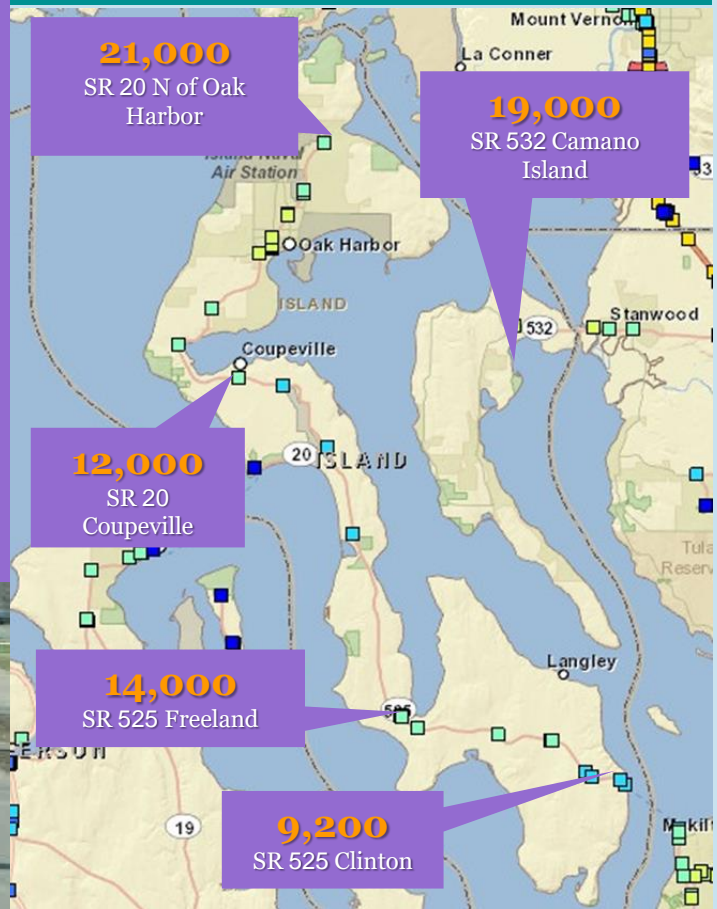 Mount Vernon
La Conner
21,000
SR 20 N of Oak
Harbor
19,000
SR 532 Camano
Island
Island Naval
Air Station
Oak Harbor
ISLAND
532
Stanwood
Coupeville
12,000
SR 20
Coupeville
20
ISLAND
Langley
14,000
SR 525 Freeland
19
9,200
SR 525 Clinton